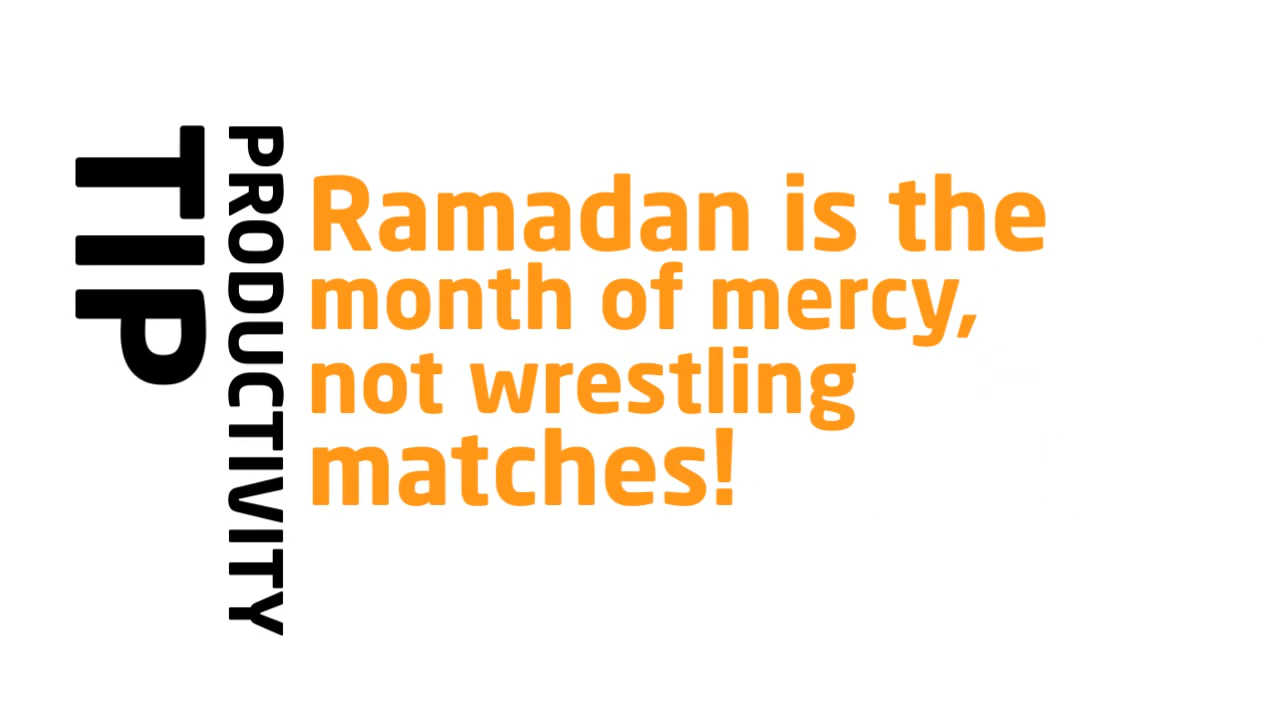 PRODUCTIVITY
TIP
Ramadan is the
month of mercy,
not wrestling
matches!